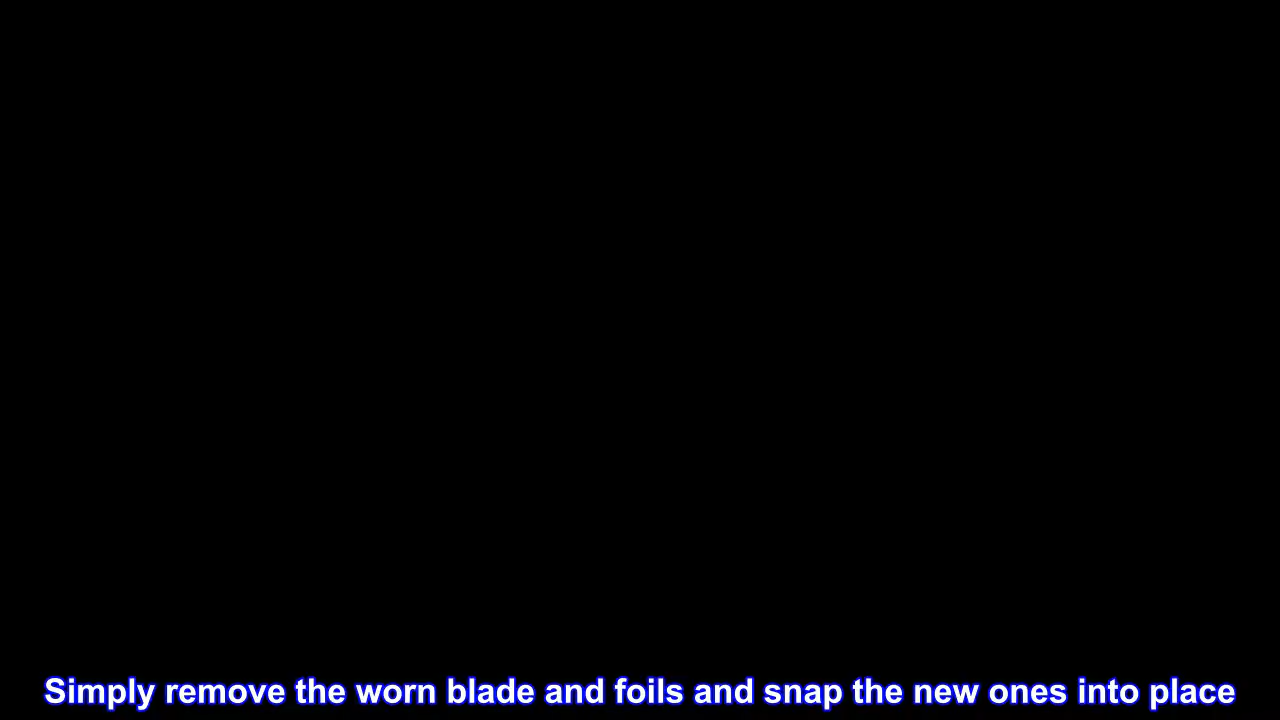 Simply remove the worn blade and foils and snap the new ones into place